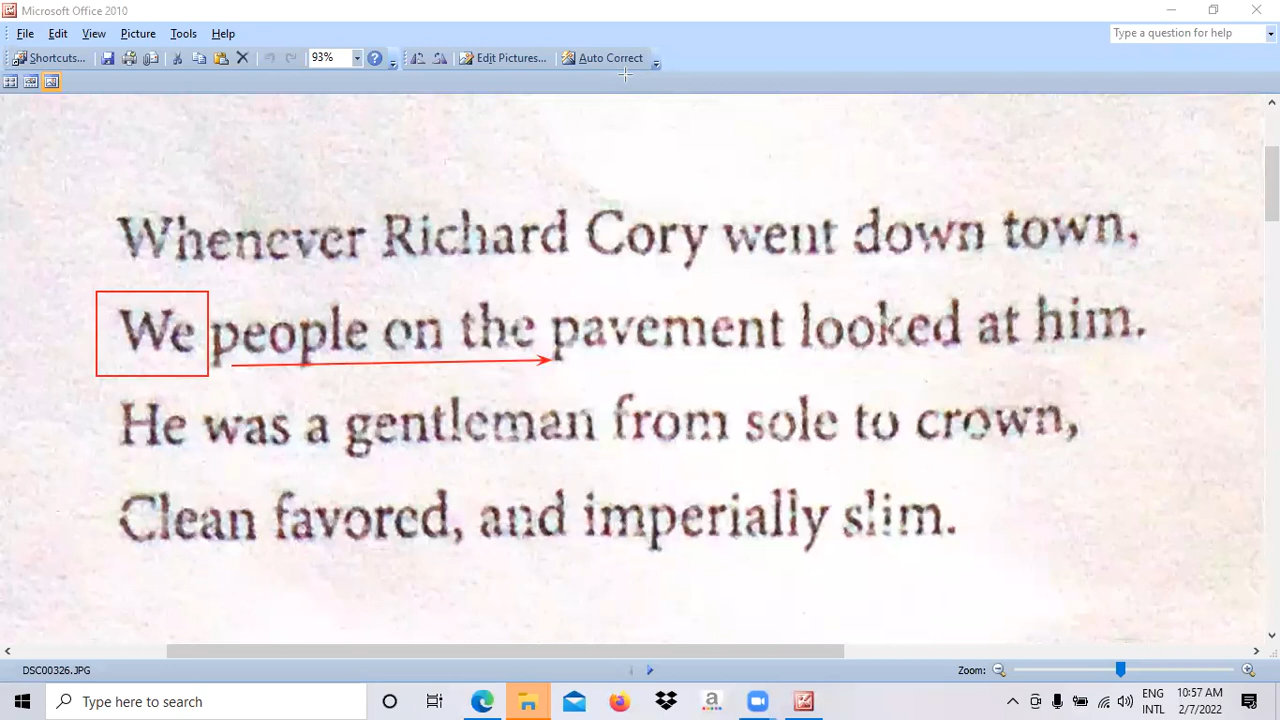 Microsoft Office 2010
File Edit View Picture Tools Help
Type a question for help
Shortcuts... 93% Edit Pictures... Auto Correct
Whenever Richard Cory went down town,
We people on the pavement looked at him.
He was a gentleman from sole to crown,
Clean favored, and imperially slim.
DSC00326.JPG Zoom:
Type here to search
ENG 10:57 AM
INTL 2/7/2022